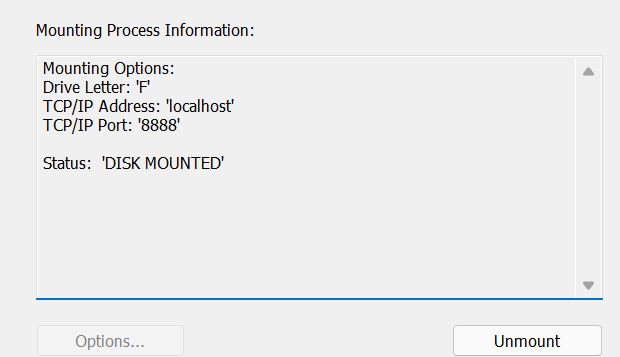 Mounting Process Information:
Mounting Options:
Drive Letter: 'F'
TCP/IP Address: 'localhost'
TCP/IP Port: '8888'
Status:  'DISK MOUNTED'
Options...
Unmount